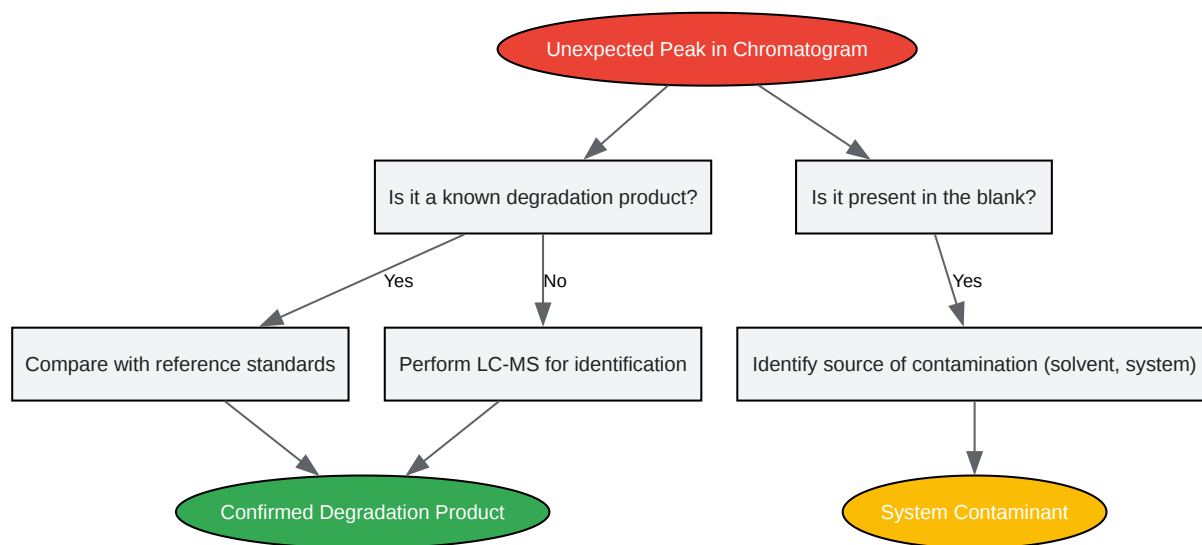 Unexpected Peak in Chromatogram
Is it a known degradation product?
Is it present in the blank?
Yes
No
Yes
Compare with reference standards
Perform LC-MS for identification
Identify source of contamination (solvent, system)
Confirmed Degradation Product
System Contaminant